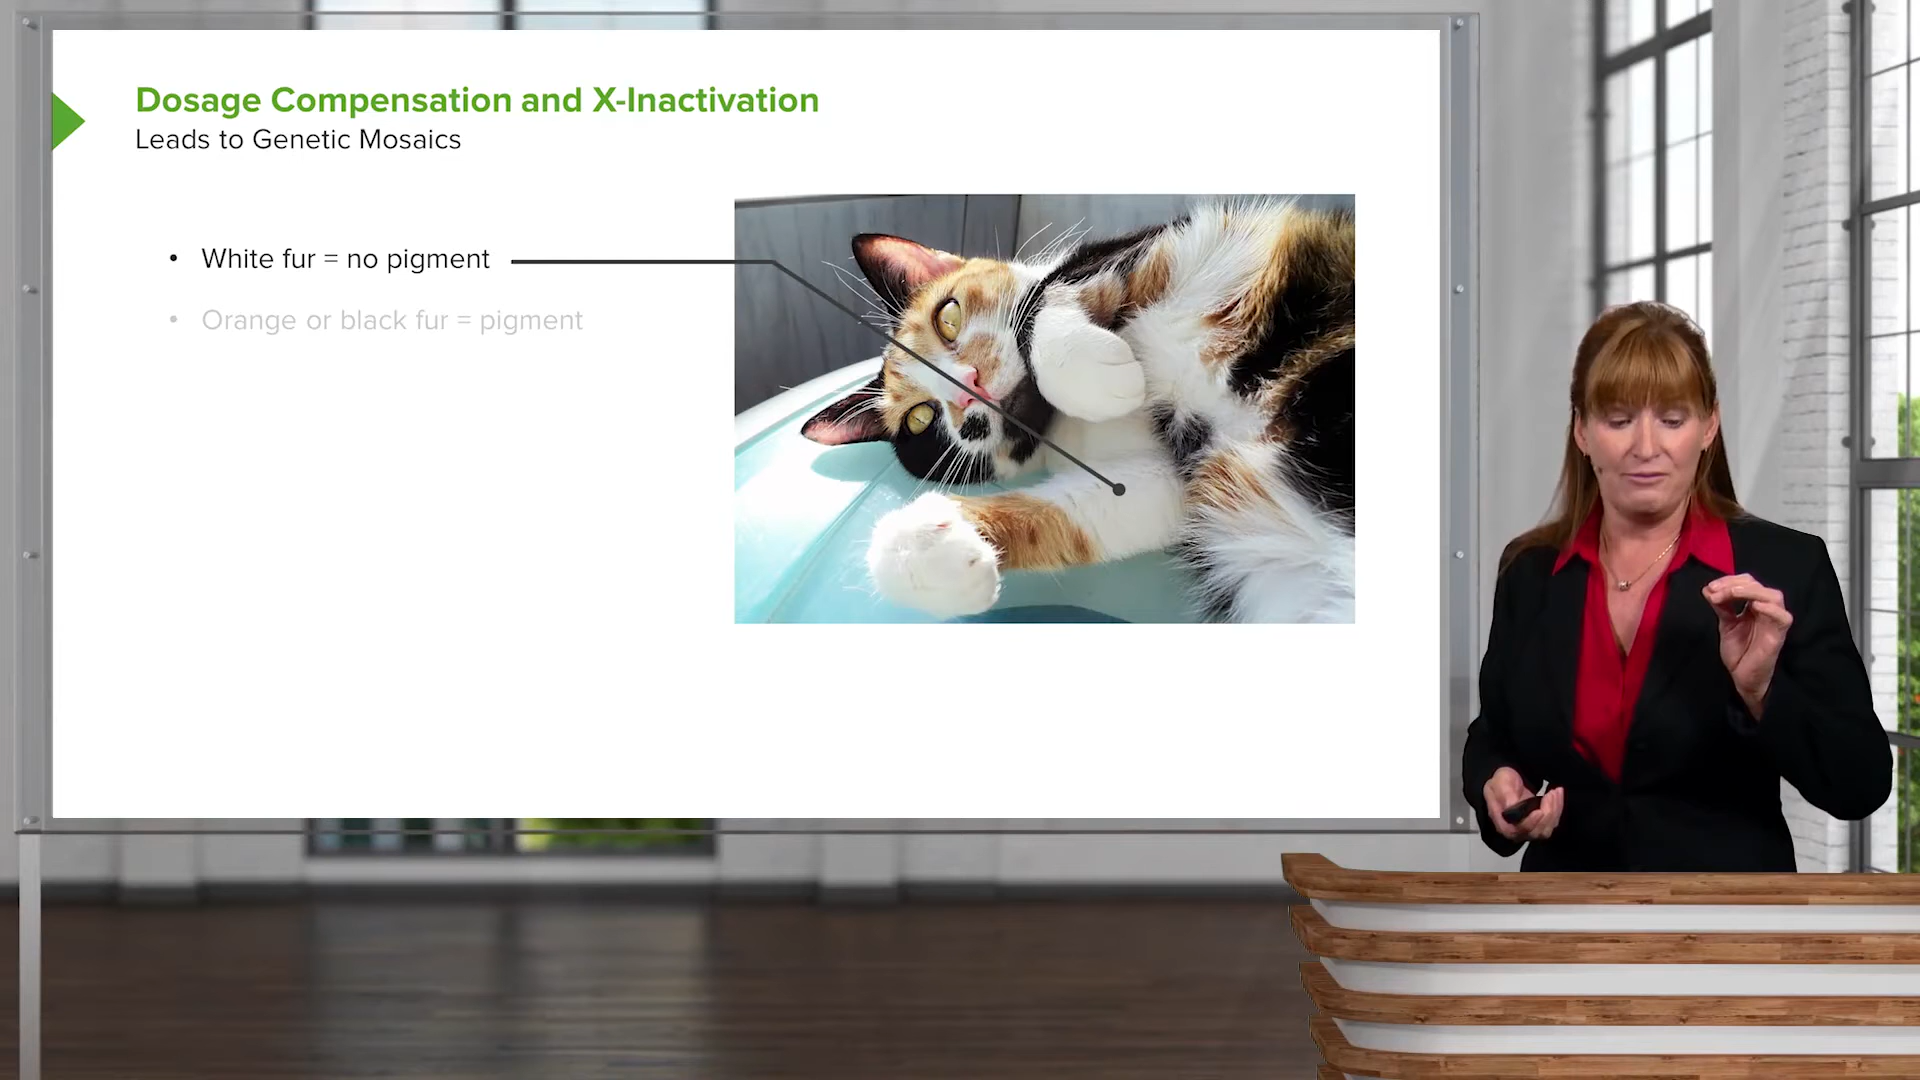 Dosage Compensation and X-Inactivation
Leads to Genetic Mosaics
• White fur = no pigment
• Orange or black fur = pigment